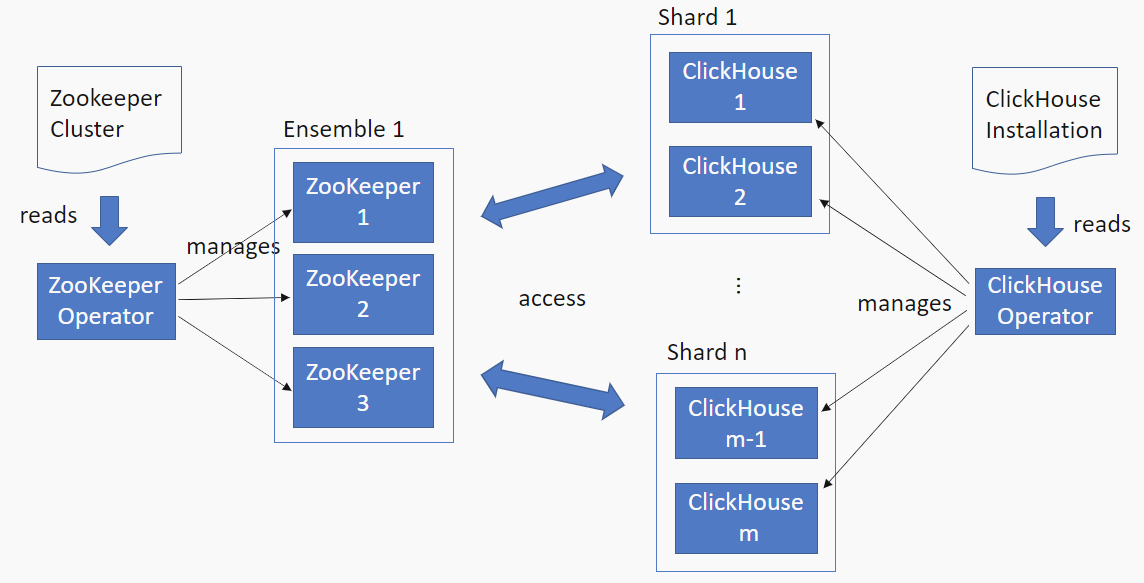 Zookeeper
Cluster
reads
ZooKeeper
Operator
manages
Ensemble 1
ZooKeeper
1
ZooKeeper
2
ZooKeeper
3
access
Shard 1
ClickHouse
1
ClickHouse
2
⋮
Shard n
ClickHouse
m-1
ClickHouse
m
manages
ClickHouse
Installation
reads
ClickHouse
Operator